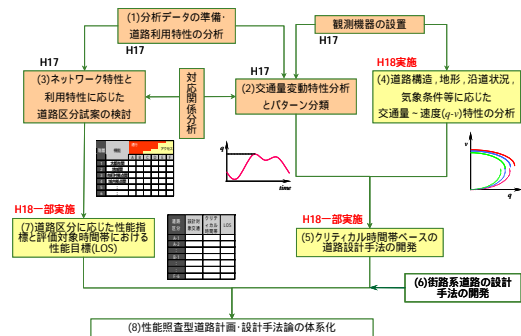 (1)分析データの準備·
道路利用特性の分析
観測機器の設置
H17
H17
H17
H17
H18実施
(3)ネットワーク特性と
利用特性に応じた
道路区分試案の検討
対応関係分析
(2)交通量変動特性分析
とパターン分類
(4)道路構造,地形,沿道状況,
気象条件等に応じた
交通量~速度(q-v)特性の分析
アクセス
q
time
v
q
H18一部実施
H18一部実施
(7)道路区分に応じた性能指
標と評価対象時間帯における
性能目標(LOS)
LOS
(5)クリティカル時間帯ベースの
道路設計手法の開発
(6)街路系道路の設計
手法の開発
(8)性能照査型道路計画·設計手法論の体系化